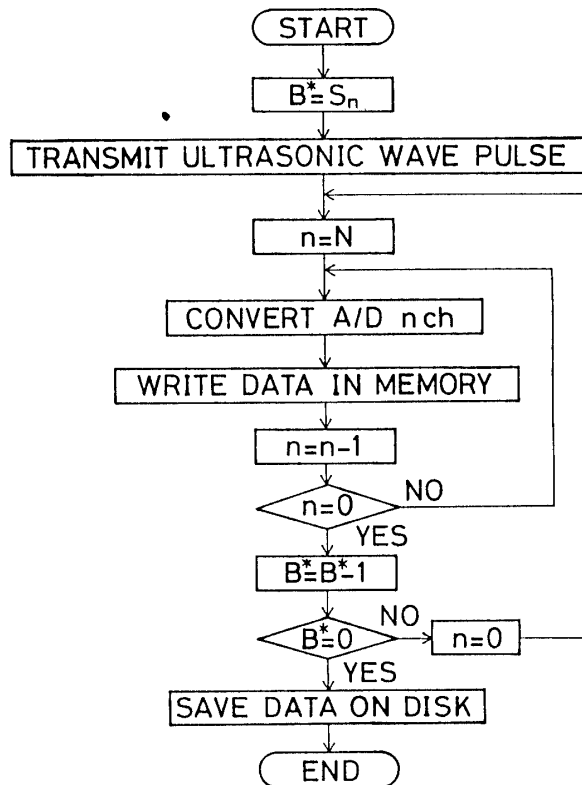 START
B*=Sn
TRANSMIT ULTRASONIC WAVE PULSE
n=N
CONVERT A/D n ch
WRITE DATA IN MEMORY
n=n-1
n=0
NO
YES
B*=B*-1
B*=0
NO
n=0
YES
SAVE DATA ON DISK
END